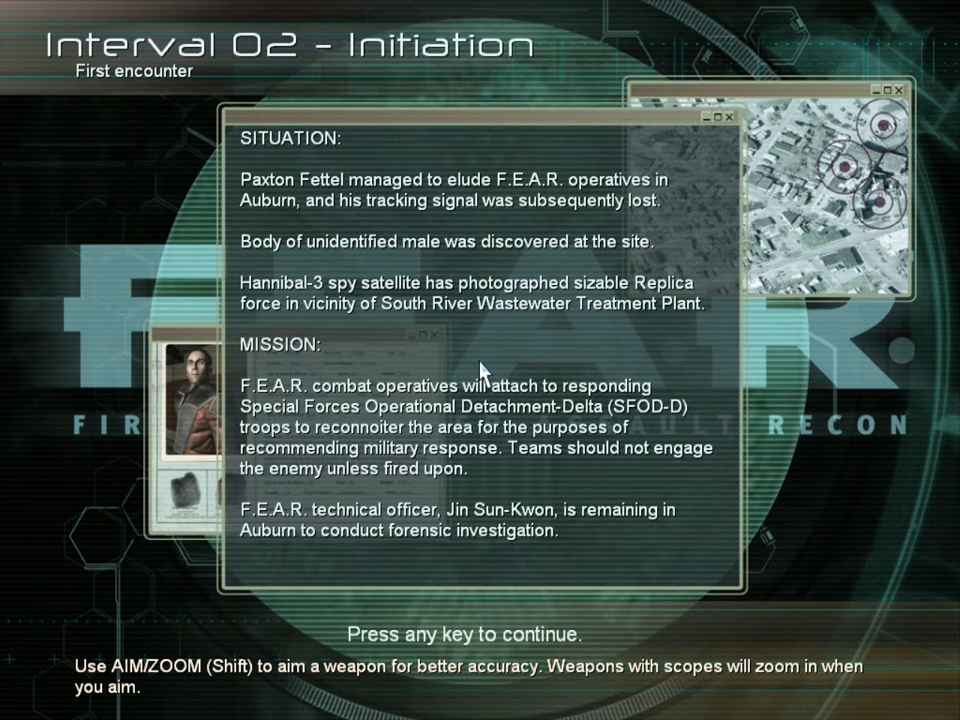 Interval 02 - Initiation
First encounter
SITUATION:
Paxton Fettel managed to elude F.E.A.R. operatives in
Auburn, and his tracking signal was subsequently lost.
Body of unidentified male was discovered at the site.
Hannibal-3 spy satellite has photographed sizable Replica
force in vicinity of South River Wastewater Treatment Plant.
MISSION:
F.E.A.R. combat operatives will attach to responding
Special Forces Operational Detachment-Delta (SFOD-D)
troops to reconnoiter the area for the purposes of
recommending military response. Teams should not engage
the enemy unless fired upon.
F.E.A.R. technical officer, Jin Sun-Kwon, is remaining in
Auburn to conduct forensic investigation.
F.E.A.R.
RECON
Press any key to continue.
Use AIM/ZOOM (Shift) to aim a weapon for better accuracy. Weapons with scopes will zoom in when
you aim.